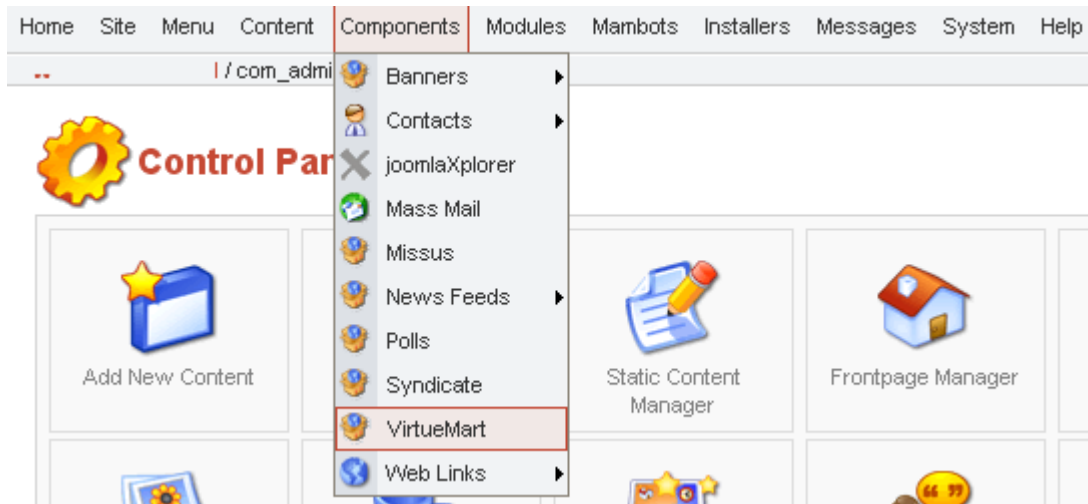 Home Site Menu Content Components Modules Mambots Installers Messages System Help
/ com_admi
Banners
Contacts
joomlaXplorer
Mass Mail
Missus
News Feeds
Polls
Syndicate
VirtueMart
Web Links
Control Pan
Add New Content
Static Content
Manager
Frontpage Manager